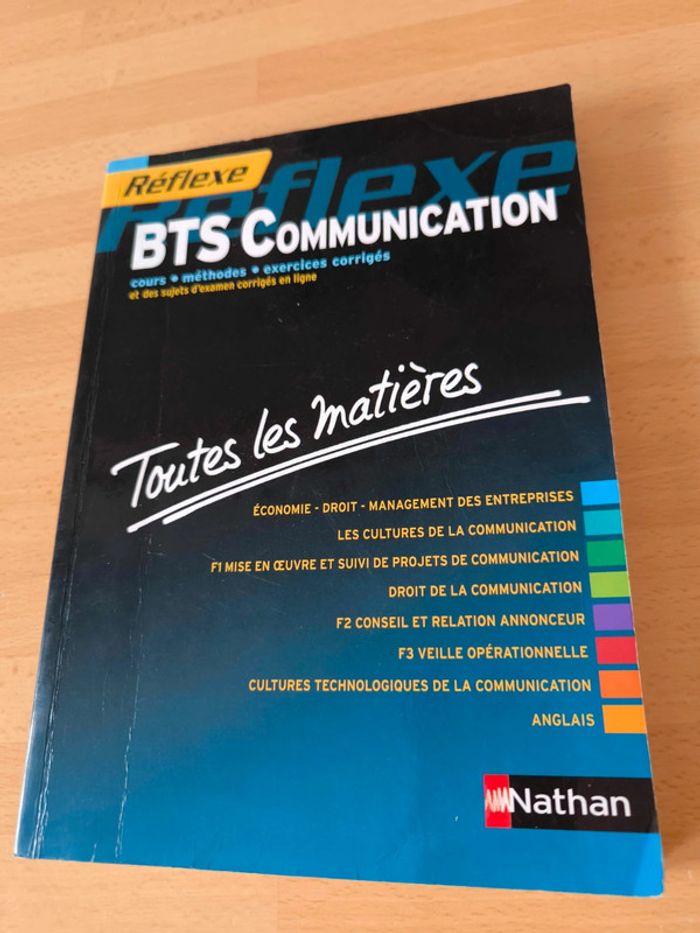 Réflexe
Réflexe
BTS COMMUNICATION
cours • méthodes • exercices corrigés
et des sujets d'examen corrigés en ligne
Toutes les matières
ÉCONOMIE - DROIT - MANAGEMENT DES ENTREPRISES
LES CULTURES DE LA COMMUNICATION
F1 MISE EN ŒUVRE ET SUIVI DE PROJETS DE COMMUNICATION
DROIT DE LA COMMUNICATION
F2 CONSEIL ET RELATION ANNONCEUR
F3 VEILLE OPÉRATIONNELLE
CULTURES TECHNOLOGIQUES DE LA COMMUNICATION
ANGLAIS
Nathan